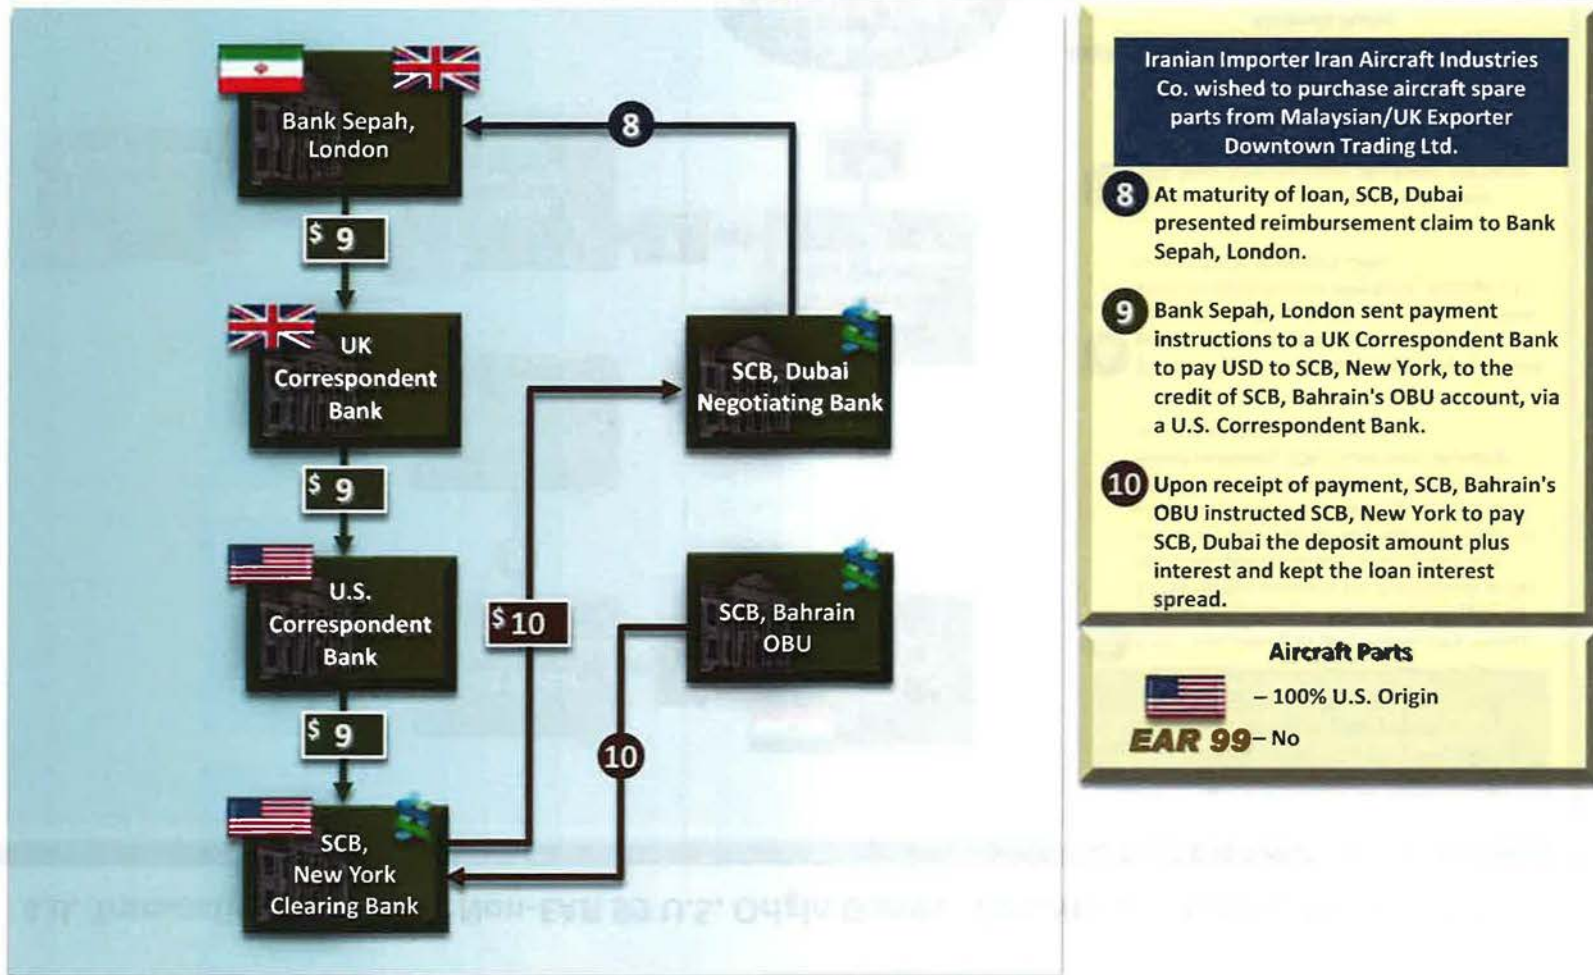 Bank Sepah,
London
8
$ 9
UK
Correspondent
Bank
SCB, Dubai
Negotiating Bank
$ 9
U.S.
Correspondent
Bank
$ 10
SCB, Bahrain
OBU
$ 9
10
SCB,
New York
Clearing Bank
Iranian Importer Iran Aircraft Industries
Co. wished to purchase aircraft spare
parts from Malaysian/UK Exporter
Downtown Trading Ltd.
8 At maturity of loan, SCB, Dubai
presented reimbursement claim to Bank
Sepah, London.
9 Bank Sepah, London sent payment
instructions to a UK Correspondent Bank
to pay USD to SCB, New York, to the
credit of SCB, Bahrain's OBU account, via
a U.S. Correspondent Bank.
10 Upon receipt of payment, SCB, Bahrain's
OBU instructed SCB, New York to pay
SCB, Dubai the deposit amount plus
interest and kept the loan interest
spread.
Aircraft Parts
– 100% U.S. Origin
EAR 99 – No